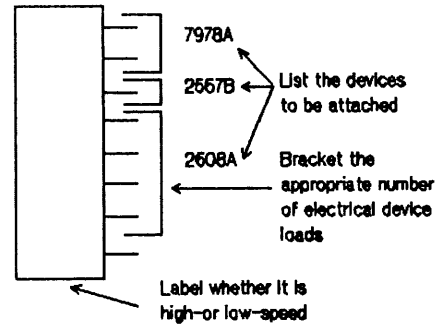 7978A
2567B
List the devices
to be attached
2608A
Bracket the
appropriate number
of electrical device
loads
Label whether it is
high-or low-speed